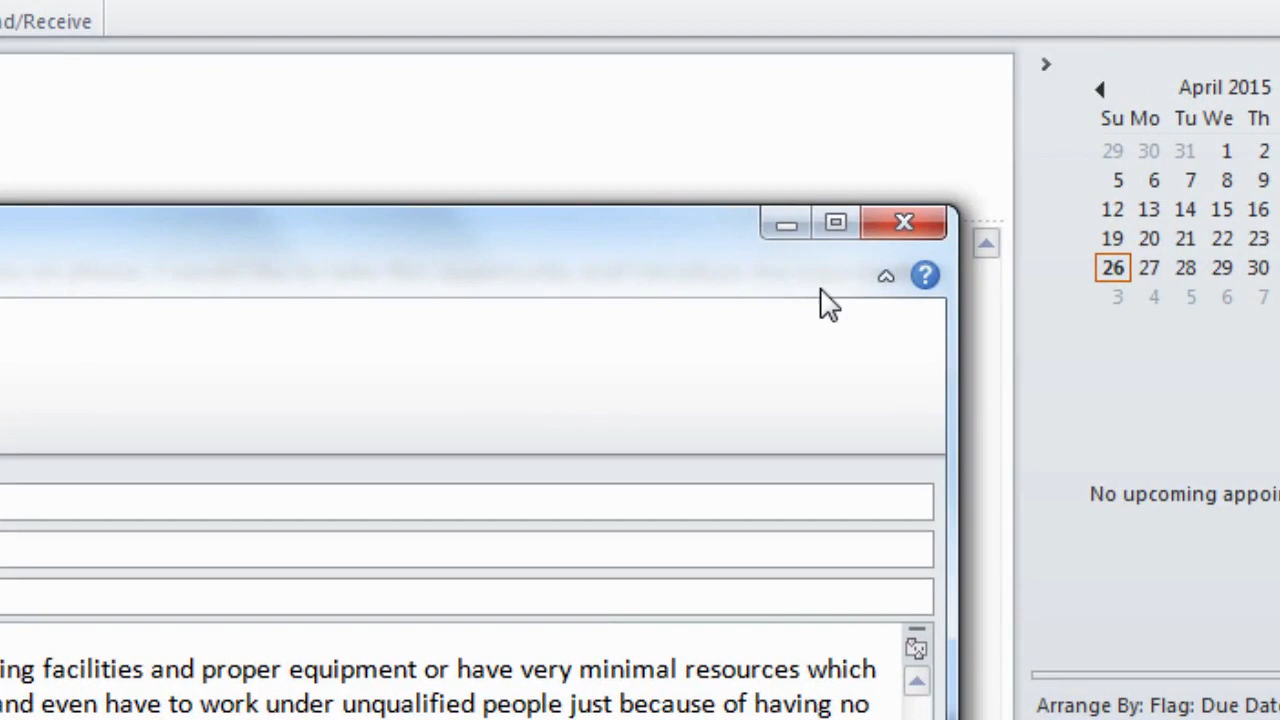 nd/Receive
April 2015
Su Mo Tu We Th
29 30 31 1 2
5 6 7 8 9
12 13 14 15 16
19 20 21 22 23
26 27 28 29 30
3 4 5 6 7
No upcoming appoi
ing facilities and proper equipment or have very minimal resources which
and even have to work under unqualified people just because of having no
Arrange By: Flag: Due Dat